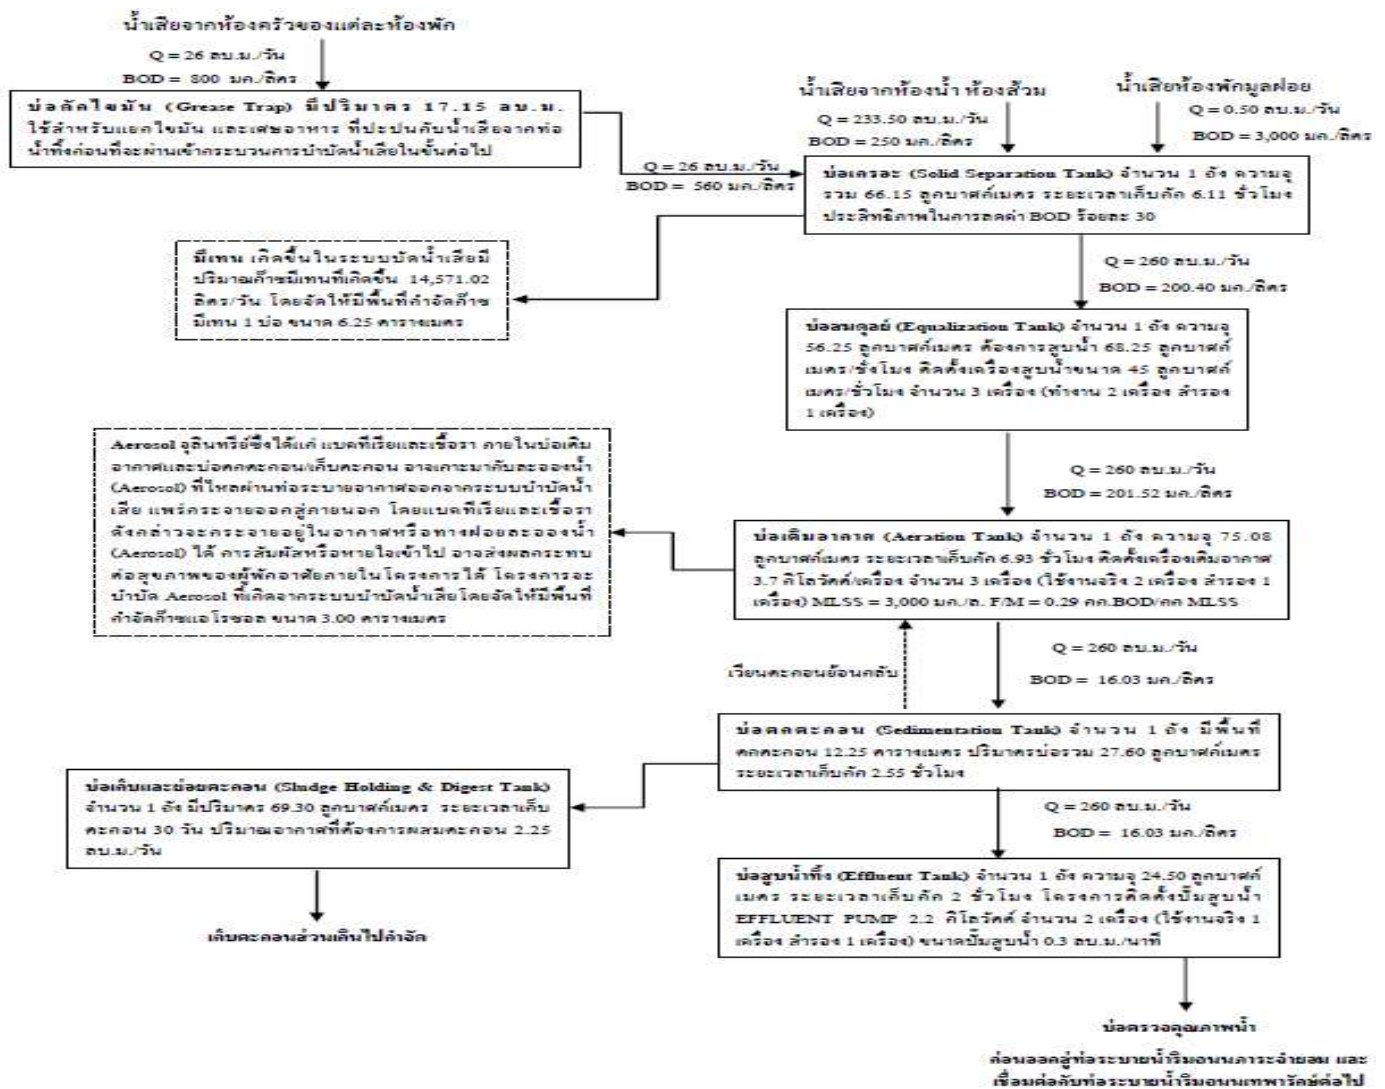 น้ำเสียจากห้องครัวของแต่ละห้องพัก
Q = 26 ลบ.ม./วัน
BOD = 800 มก./ลิตร
บ่อดักไขมัน (Grease Trap) มีปริมาตร 17.15 ลบ.ม.
ใช้สำหรับแยกไขมัน และเศษอาหาร ที่ปะปนกับน้ำเสียจากท่อ
น้ำทิ้งก่อนที่จะผ่านเข้ากระบวนการบำบัดน้ำเสียในขั้นต่อไป
น้ำเสียจากห้องน้ำ ห้องส้วม
Q = 233.50 ลบ.ม./วัน
BOD = 250 มก./ลิตร
น้ำเสียห้องพักมูลฝอย
Q = 0.50 ลบ.ม./วัน
BOD = 3,000 มก./ลิตร
Q = 26 ลบ.ม./วัน
BOD = 560 มก./ลิตร
บ่อเกรอะ (Solid Separation Tank) จำนวน 1 ถัง ความจุ
รวม 66.15 ลูกบาศก์เมตร ระยะเวลาเก็บกัก 6.11 ชั่วโมง
ประสิทธิภาพในการลดค่า BOD ร้อยละ 30
มีเทน เกิดขึ้นในระบบบัดน้ำเสียมี
ปริมาณก๊าซมีเทนที่เกิดขึ้น 14,571.02
ลิตร/วัน โดยจัดให้มีพื้นที่กำจัดก๊าซ
มีเทน 1 บ่อ ขนาด 6.25 ตารางเมตร
Q = 260 ลบ.ม./วัน
BOD = 200.40 มก./ลิตร
บ่อสมดุลย์ (Equalization Tank) จำนวน 1 ถัง ความจุ
56.25 ลูกบาศก์เมตร ต้องการสูบน้ำ 68.25 ลูกบาศก์
เมตร/ชั่งโมง ติดตั้งเครื่องสูบน้ำขนาด 45 ลูกบาศก์
เมตร/ชั่วโมง จำนวน 3 เครื่อง (ทำงาน 2 เครื่อง สำรอง
1 เครื่อง)
Q = 260 ลบ.ม./วัน
BOD = 201.52 มก./ลิตร
Aerosol จุลินทรีย์ซึ่งได้แก่ แบคทีเรียและเชื้อรา ภายในบ่อเติม
อากาศและบ่อตกตะกอน/เก็บตะกอน อาจเกาะมากับละอองน้ำ
(Aerosol) ที่ไหลผ่านท่อระบายอากาศออกจากระบบบำบัดน้ำ
เสีย แพร่กระจายออกสู่ภายนอก โดยแบคทีเรียและเชื้อรา
ดังกล่าวจะกระจายอยู่ในอากาศหรือทางฝอยละอองน้ำ
(Aerosol) ได้ การสัมผัสหรือหายใจเข้าไป อาจส่งผลกระทบ
ต่อสุขภาพของผู้พักอาศัยภายในโครงการได้ โครงการจะ
บำบัด Aerosol ที่เกิดจากระบบบำบัดน้ำเสียโดยจัดให้มีพื้นที่
กำจัดก๊าซแอโรซอล ขนาด 3.00 ตารางเมตร
บ่อเติมอากาศ (Aeration Tank) จำนวน 1 ถัง ความจุ 75.08
ลูกบาศก์เมตร ระยะเวลาเก็บกัก 6.93 ชั่วโมง ติดตั้งเครื่องเติมอากาศ
3.7 กิโลวัตต์/เครื่อง จำนวน 3 เครื่อง (ใช้งานจริง 2 เครื่อง สำรอง 1
เครื่อง) MLSS = 3,000 มก./ล. F/M = 0.29 กก.BOD/กก MLSS
เวียนตะกอนย้อนกลับ
Q = 260 ลบ.ม./วัน
BOD = 16.03 มก./ลิตร
บ่อตกตะกอน (Sedimentation Tank) จำนวน 1 ถัง มีพื้นที่
ตกตะกอน 12.25 ตารางเมตร ปริมาตรบ่อรวม 27.60 ลูกบาศก์เมตร
ระยะเวลาเก็บกัก 2.55 ชั่วโมง
บ่อเก็บและย่อยตะกอน (Sludge Holding & Digest Tank)
จำนวน 1 ถัง มีปริมาตร 69.30 ลูกบาศก์เมตร ระยะเวลาเก็บ
ตะกอน 30 วัน ปริมาณอากาศที่ต้องการผสมตะกอน 2.25
ลบ.ม./วัน
เก็บตะกอนส่วนเกินไปกำจัด
Q = 260 ลบ.ม./วัน
BOD = 16.03 มก./ลิตร
บ่อสูบน้ำทิ้ง (Effluent Tank) จำนวน 1 ถัง ความจุ 24.50 ลูกบาศก์
เมตร ระยะเวลาเก็บกัก 2 ชั่วโมง โครงการติดตั้งปั๊มสูบน้ำ
EFFLUENT PUMP 2.2 กิโลวัตต์ จำนวน 2 เครื่อง (ใช้งานจริง 1
เครื่อง สำรอง 1 เครื่อง) ขนาดปั๊มสูบน้ำ 0.3 ลบ.ม./นาที
บ่อตรวจคุณภาพน้ำ
ก่อนออกสู่ท่อระบายน้ำริมถนนภาระจำยอม และ
เชื่อมต่อกับท่อระบายน้ำริมถนนเทพารักษ์ต่อไป